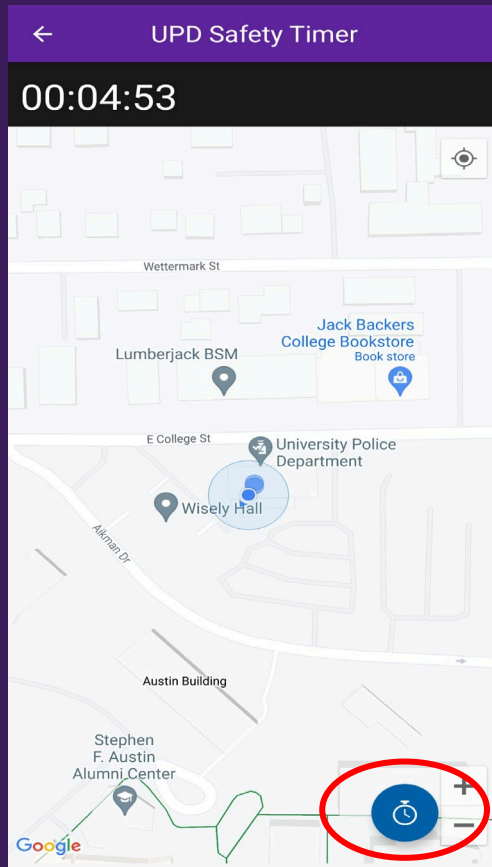 UPD Safety Timer
00:04:53
Wettermark St
Jack Backers
College Bookstore
Book store
Lumberjack BSM
E College St
University Police
Department
Wisely Hall
Aikman Dr
Austin Building
Stephen
F. Austin
Alumni Center
+
−
Google